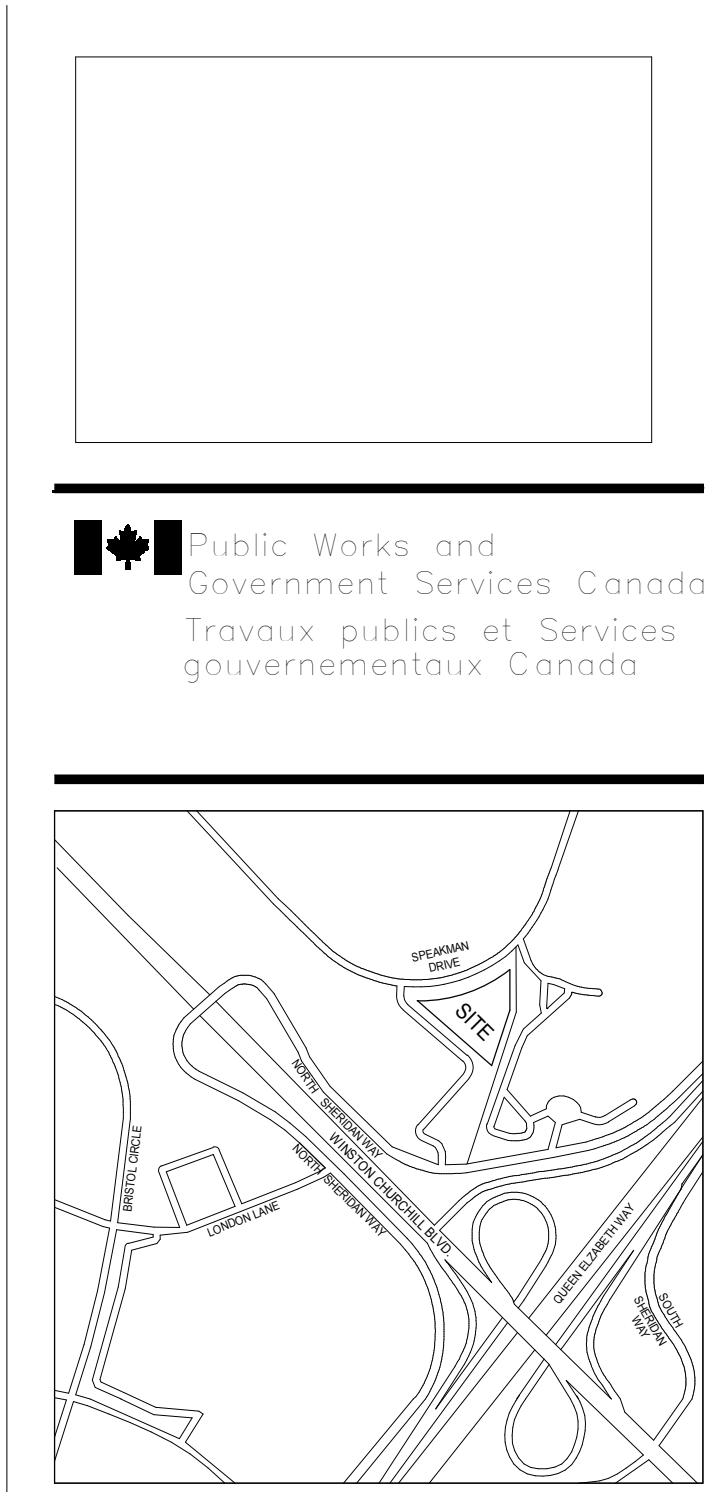 Public Works and
Government Services Canada
Travaux publics et Services
gouvernementaux Canada
SPEAKMAN
DRIVE
SITE
NORTH SHERIDAN WAY
WINSTON CHURCHILL BLVD.
NORTH SHERIDAN WAY
BRISTOL CIRCLE
LONDON LANE
QUEEN ELZABETH WAY
SOUTH
SHERIDAN
WAY